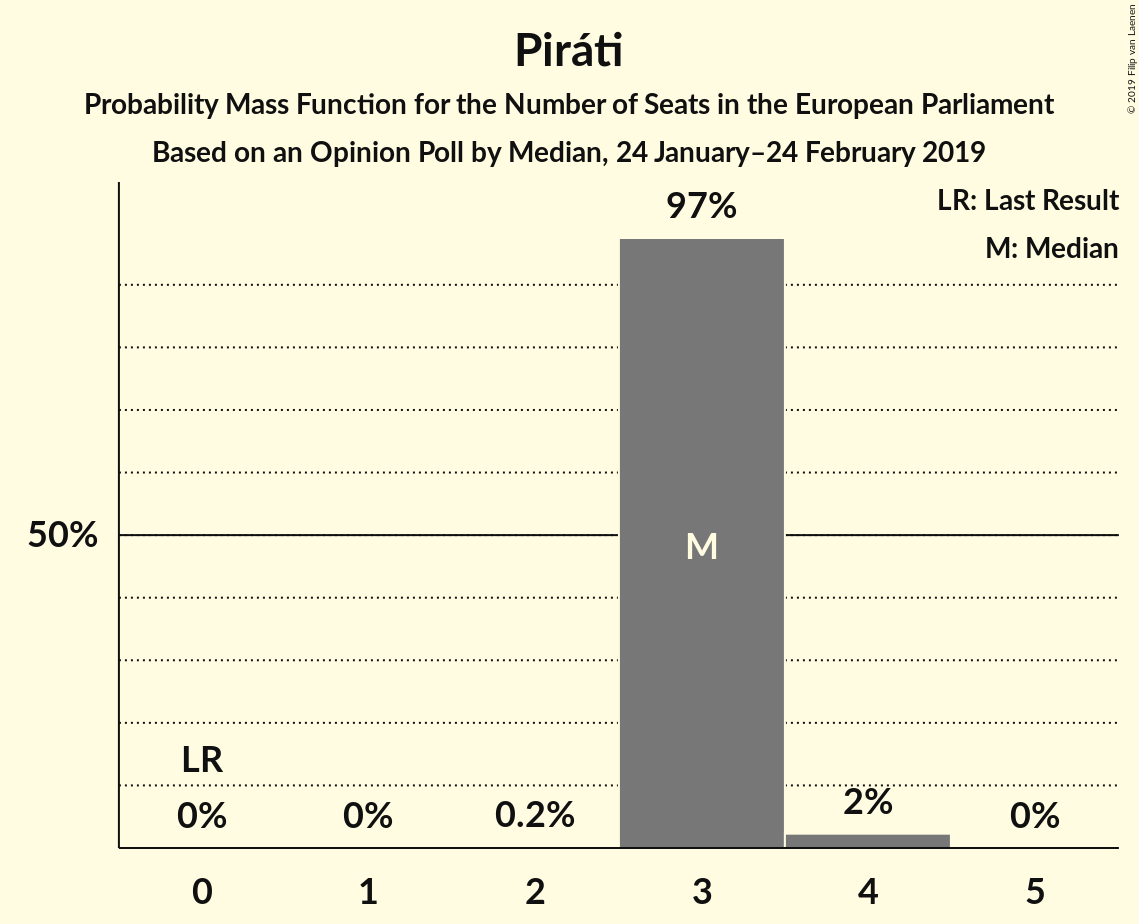 Piráti
Probability Mass Function for the Number of Seats in the European Parliament
Based on an Opinion Poll by Median, 24 January–24 February 2019
© 2019 Filip van Laenen
LR: Last Result
M: Median
97%
50%
M
LR
0%
0%
0.2%
2%
0%
0
1
2
3
4
5